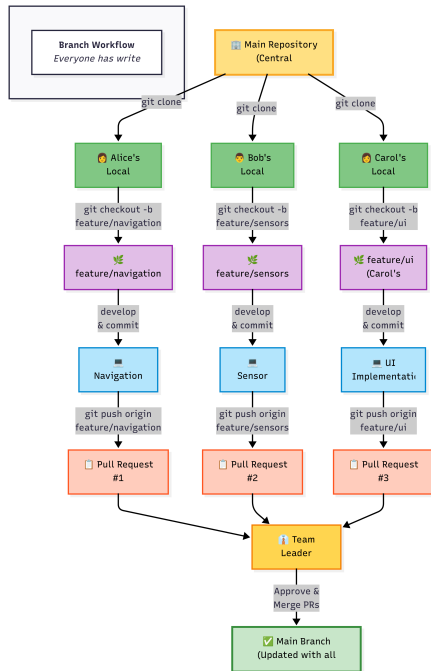 Branch Workflow
Everyone has write
🏢 Main Repository
(Central
git clone
git clone
git clone
👩 Alice's
Local
👨 Bob's
Local
👩 Carol's
Local
git checkout -b
feature/navigation
git checkout -b
feature/sensors
git checkout -b
feature/ui
🌿
feature/navigation
🌿
feature/sensors
🌿 feature/ui
(Carol's
develop
& commit
develop
& commit
develop
& commit
💻
Navigation
💻
Sensor
💻 UI
Implementatic
git push origin
feature/navigation
git push origin
feature/sensors
git push origin
feature/ui
📋 Pull Request
#1
📋 Pull Request
#2
📋 Pull Request
#3
👔 Team
Leader
Approve &
Merge PRs
✅ Main Branch
(Updated with all